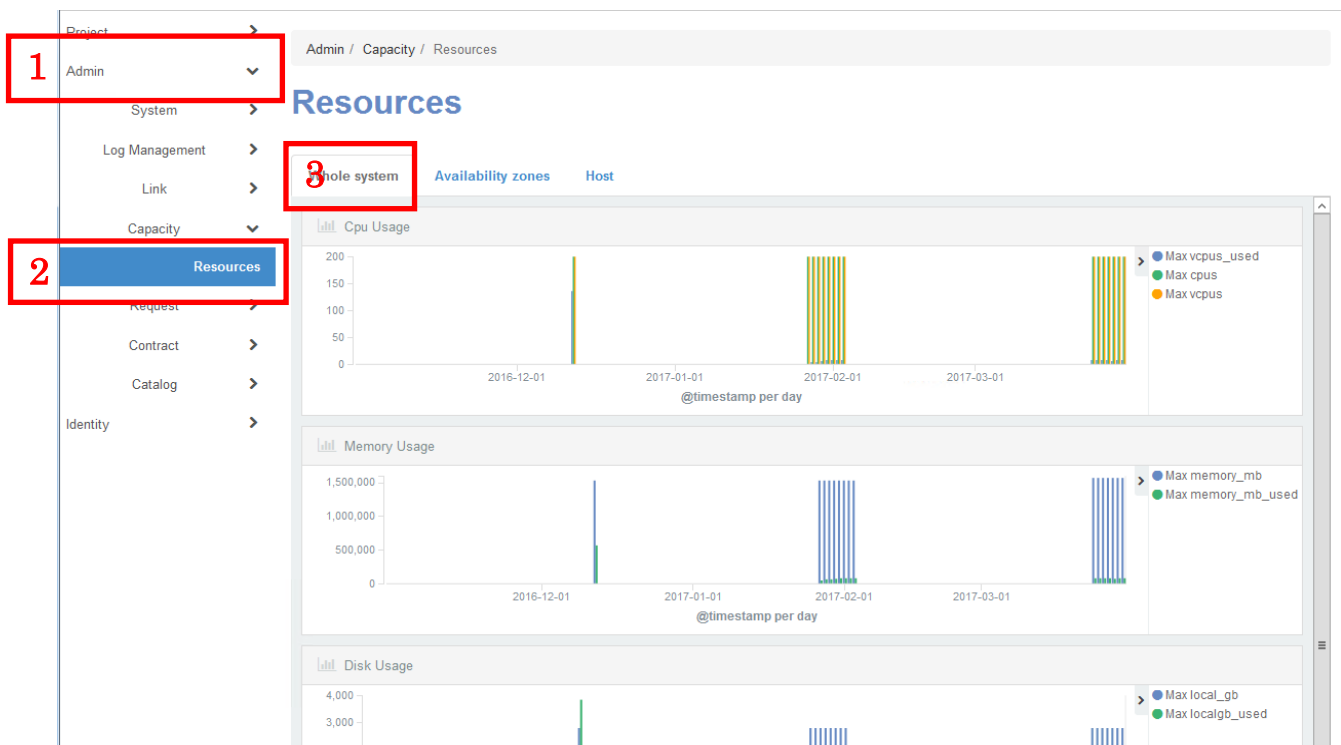 Project
1
Admin
System
Log Management
Link
Capacity
2
Resources
Request
Contract
Catalog
Identity
Admin / Capacity / Resources
Resources
3
Whole system
Availability zones
Host
Cpu Usage
200
150
100
50
0
2016-12-01
2017-01-01
2017-02-01
2017-03-01
@timestamp per day
Max vcpus_used
Max cpus
Max vcpus
Memory Usage
1,500,000
1,000,000
500,000
0
2016-12-01
2017-01-01
2017-02-01
2017-03-01
@timestamp per day
Max memory_mb
Max memory_mb_used
Disk Usage
4,000
3,000
Max local_gb
Max localgb_used